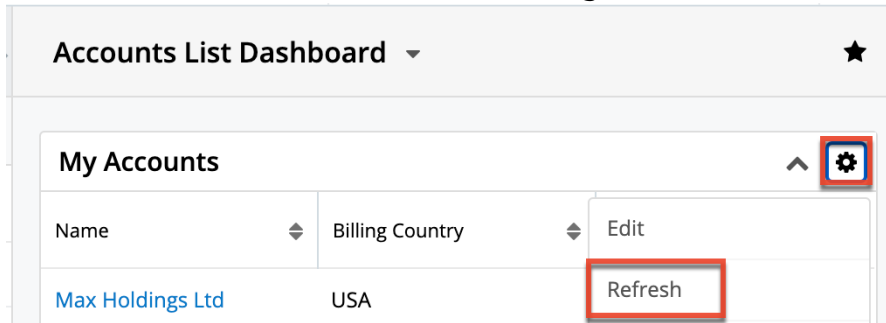 Accounts List Dashboard
My Accounts
Name Billing Country Edit
Max Holdings Ltd USA Refresh